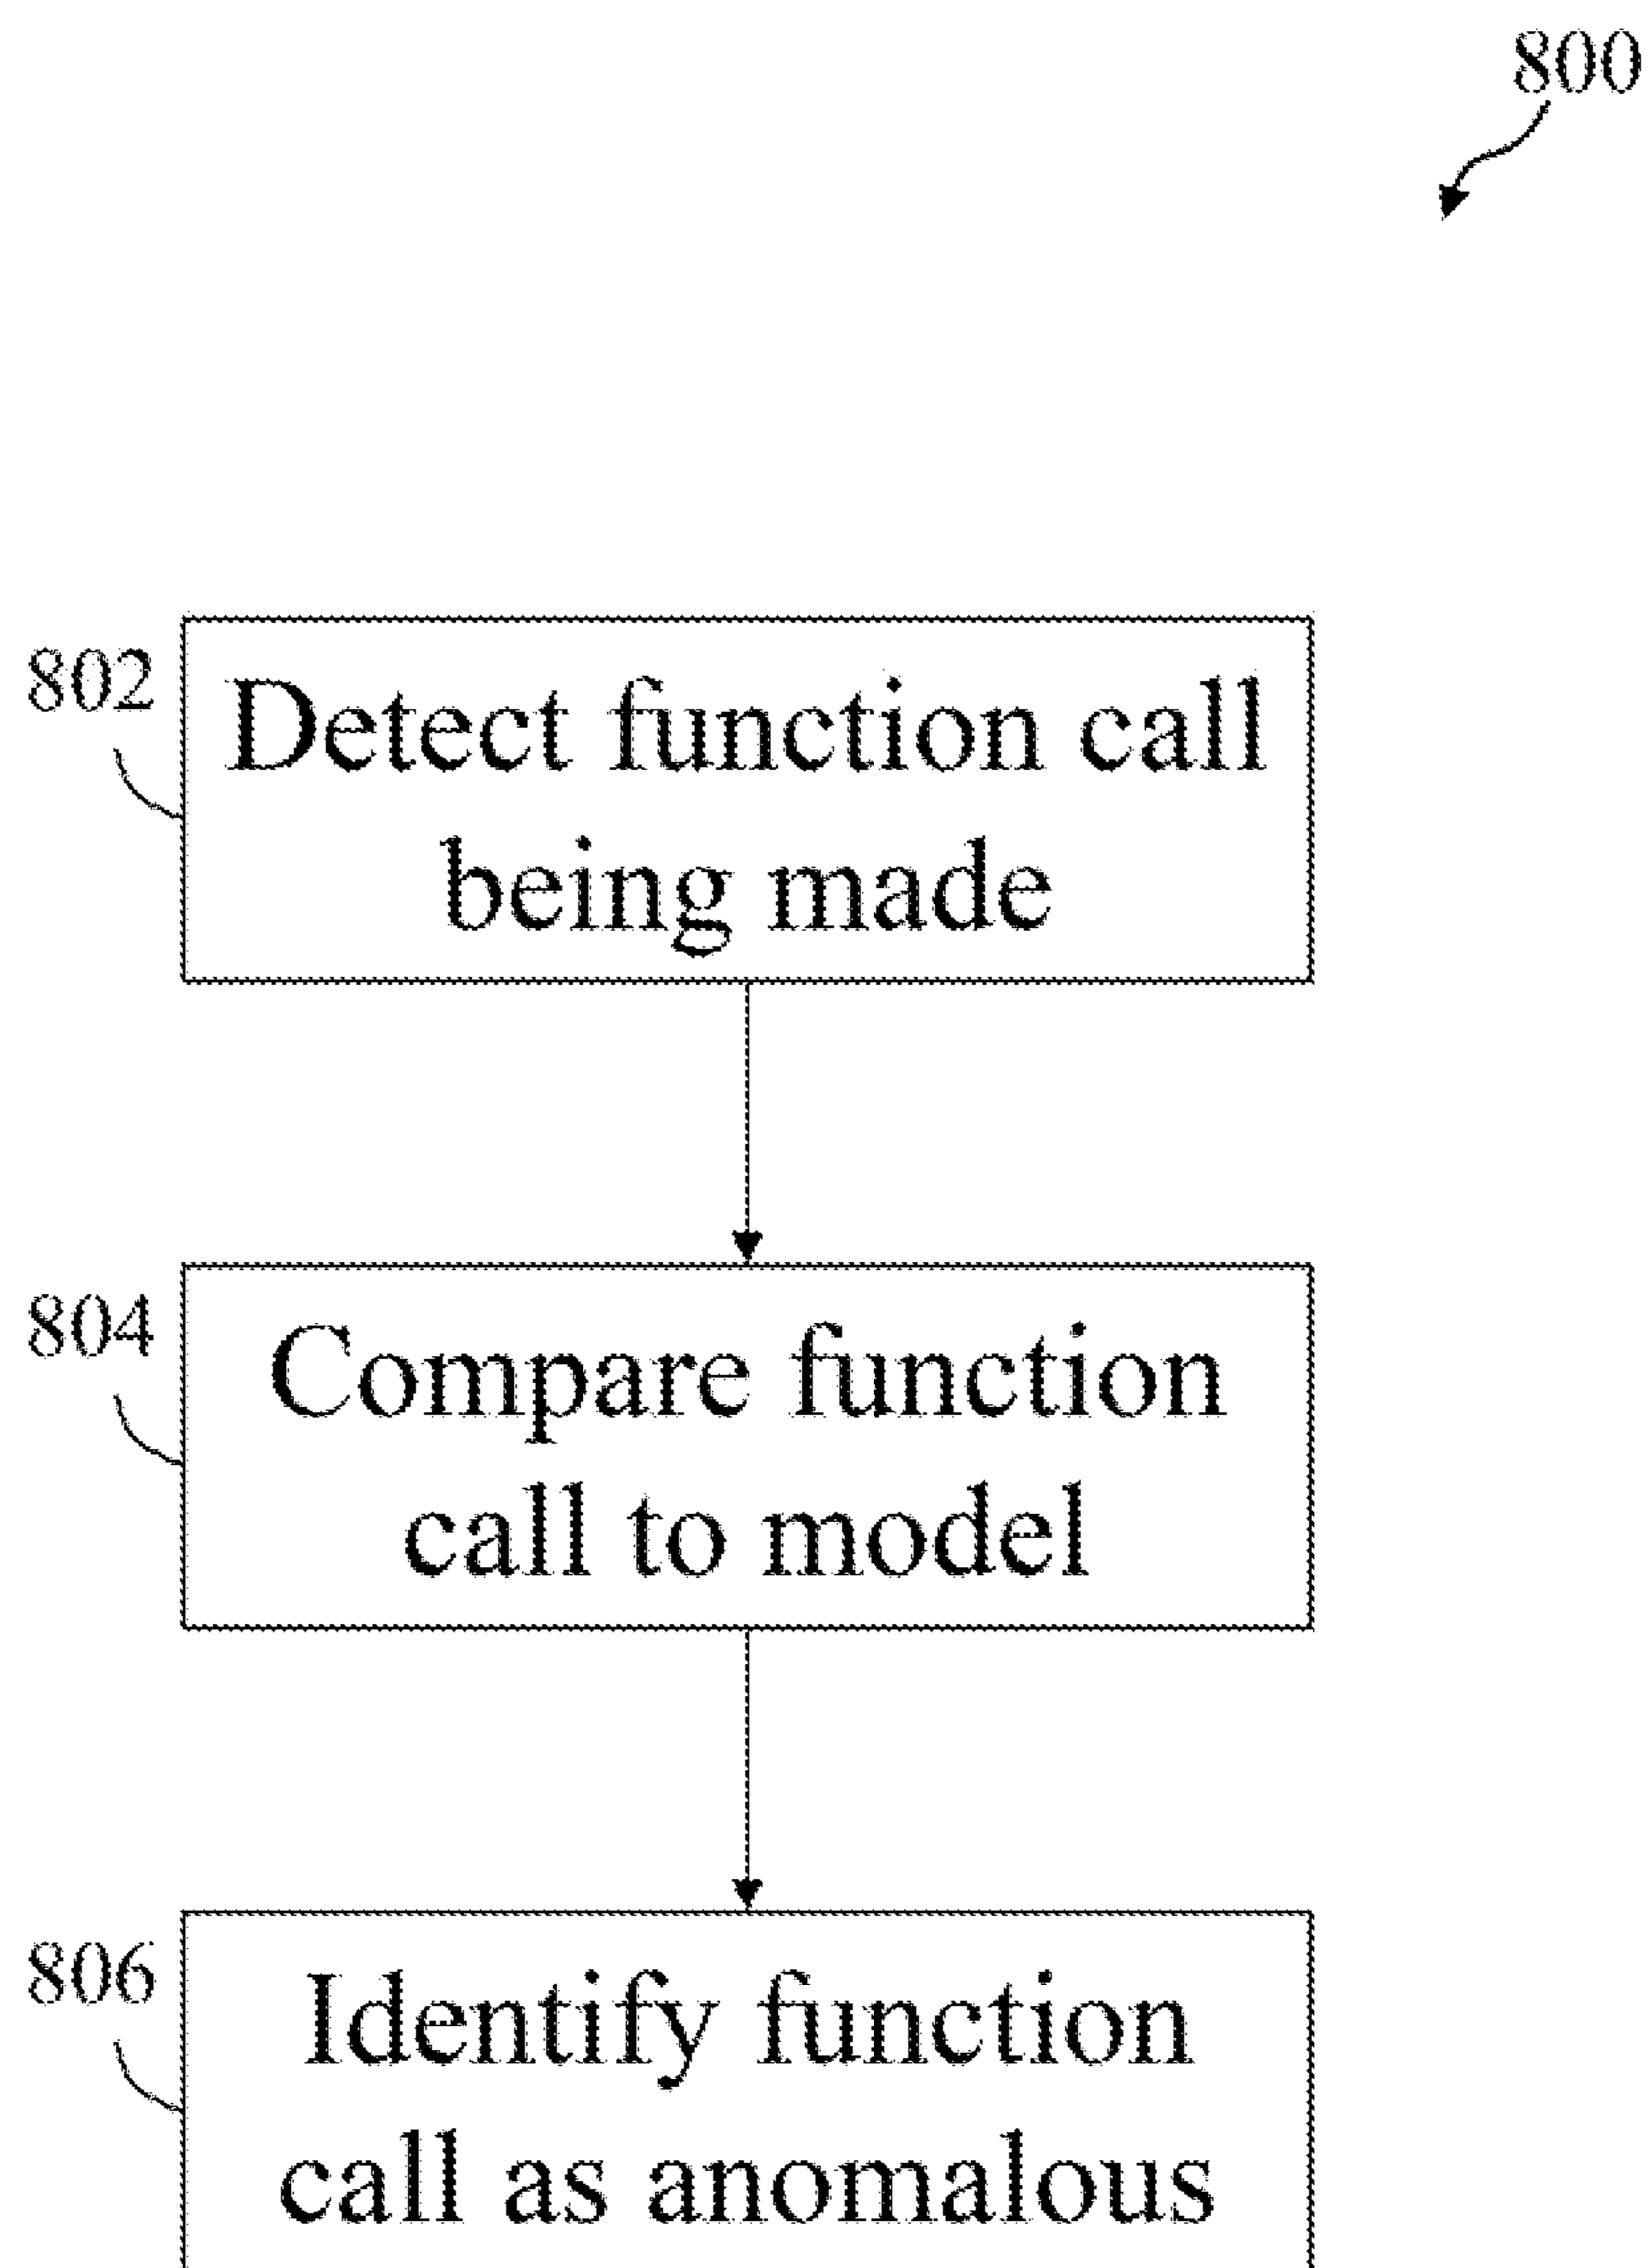 800
802
Detect function call
being made
804
Compare function
call to model
806
Identify function
call as anomalous